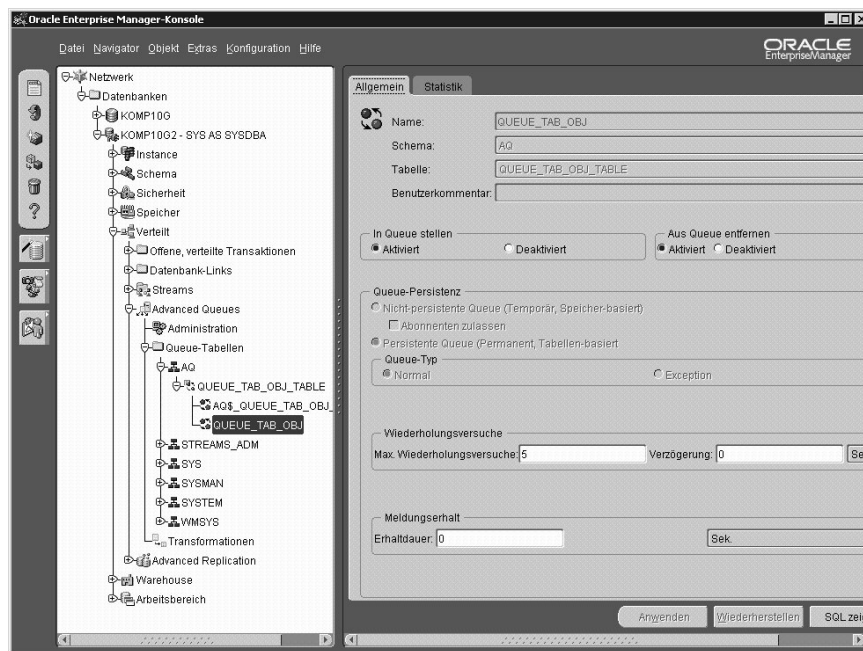 Oracle Enterprise Manager-Konsole
Datei Navigator Objekt Extras Konfiguration Hilfe
ORACLE
EnterpriseManager
Netzwerk
Datenbanken
KOMP10G
KOMP10G2 - SYS AS SYSDBA
Instance
Schema
Sicherheit
Speicher
Verteilt
Offene, verteilte Transaktionen
Datenbank-Links
Streams
Advanced Queues
Administration
Queue-Tabellen
AQ
QUEUE_TAB_OBJ_TABLE
AQ$_QUEUE_TAB_OBJ_
QUEUE_TAB_OBJ
STREAMS_ADM
SYS
SYSMAN
SYSTEM
WMSYS
Transformationen
Advanced Replication
Warehouse
Arbeitsbereich
Allgemein Statistik
Name: QUEUE_TAB_OBJ
Schema: AQ
Tabelle: QUEUE_TAB_OBJ_TABLE
Benutzerkommentar:
In Queue stellen
Aktiviert Deaktiviert
Aus Queue entfernen
Aktiviert Deaktiviert
Queue-Persistenz
Nicht-persistente Queue (Temporär, Speicher-basiert)
Abonnenten zulassen
Persistente Queue (Permanent, Tabellen-basiert
Queue-Typ
Normal Exception
Wiederholungsversuche
Max. Wiederholungsversuche: 5 Verzögerung: 0 Se
Meldungserhalt
Erhaltdauer: 0 Sek.
Anwenden Wiederherstellen SQL zei